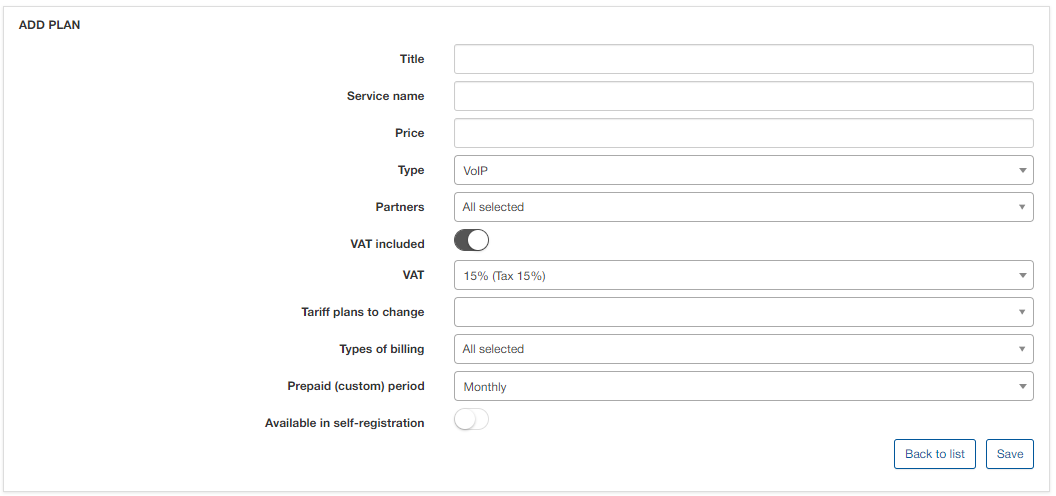 ADD PLAN
Title
Service name
Price
Type VoIP
Partners All selected
VAT included
VAT 15% (Tax 15%)
Tariff plans to change
Types of billing All selected
Prepaid (custom) period Monthly
Available in self-registration
Back to list Save